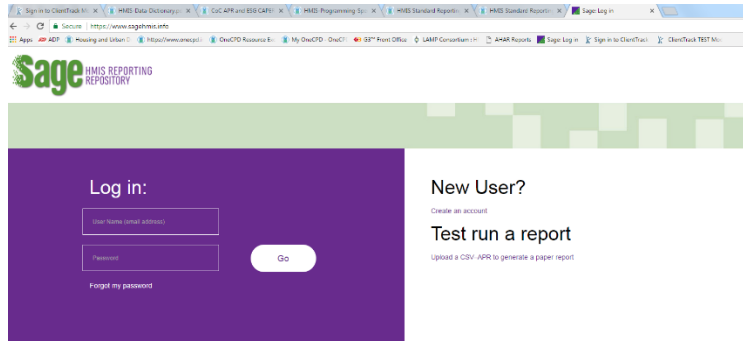 Sign in to ClientTrack HMIS Data Dictionary.p CoC APR and ESG CAPER HMIS-Programming-Sp HMIS Standard Reportin HMIS Standard Reportin Sage: Log in
Secure https://www.sagehmis.info
Apps ADP Housing and Urban D OneCPD Resource Ex My OneCPD - OneCP Front Office LAMP Consortium : H AHAR Reports Sage: Log in Sign in to ClientTrack ClientTrack TEST
Sage HMIS REPORTING
REPOSITORY
Log in:
User Name (email address)
Password
Go
Forgot my password
New User?
Create an account
Test run a report
Upload a CSV-APR to generate a paper report